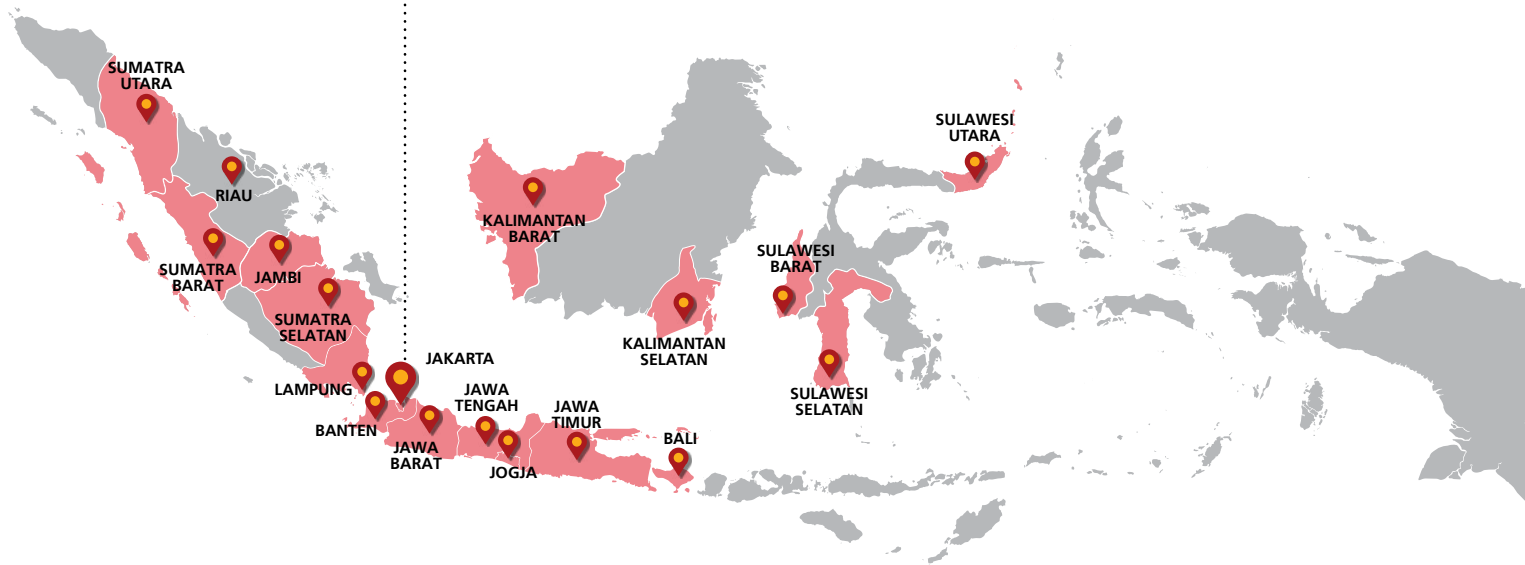 SUMATRA
UTARA
RIAU
SUMATRA
BARAT
JAMBI
SUMATRA
SELATAN
LAMPUNG
BANTEN
JAKARTA
JAWA
BARAT
JAWA
TENGAH
JOGJA
JAWA
TIMUR
BALI
KALIMANTAN
BARAT
KALIMANTAN
SELATAN
SULAWESI
BARAT
SULAWESI
SELATAN
SULAWESI
UTARA